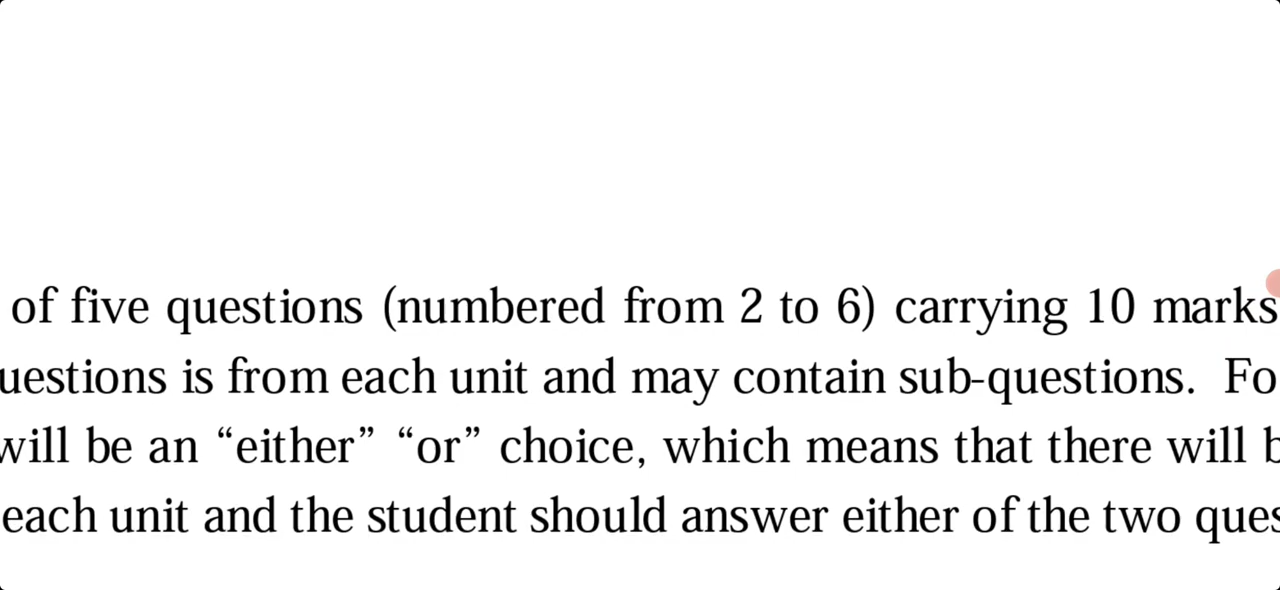 of five questions (numbered from 2 to 6) carrying 10 marks
uestions is from each unit and may contain sub-questions. Fo
will be an “either” “or” choice, which means that there will b
each unit and the student should answer either of the two ques